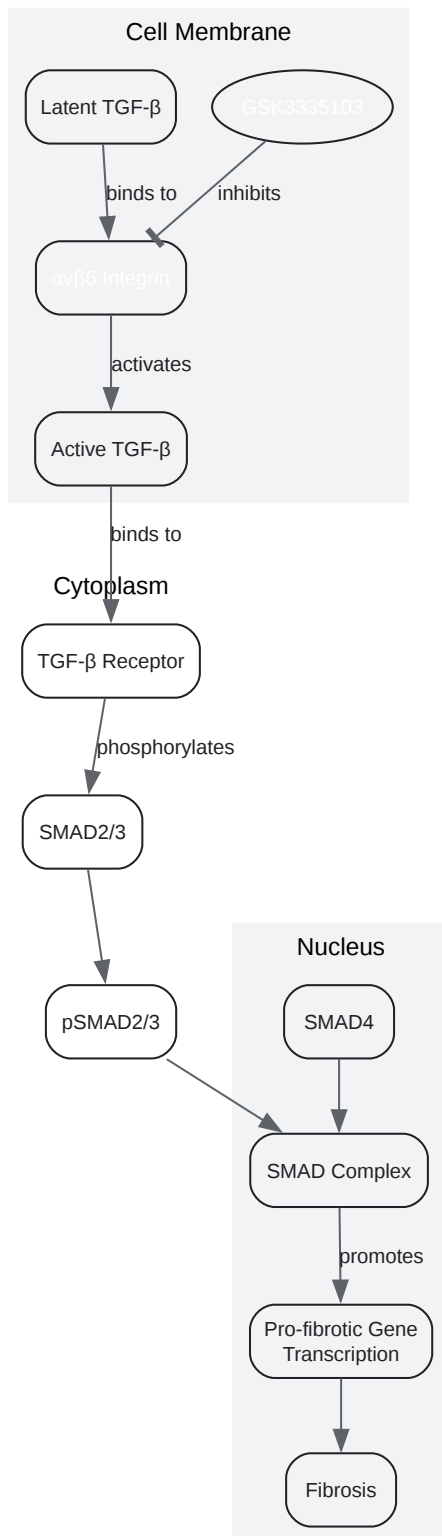 Cell Membrane
Latent TGF-β
GSK3335103
binds to
inhibits
αvβ6 Integrin
activates
Active TGF-β
binds to
Cytoplasm
TGF-β Receptor
phosphorylates
SMAD2/3
Nucleus
pSMAD2/3
SMAD4
SMAD Complex
promotes
Pro-fibrotic Gene
Transcription
Fibrosis